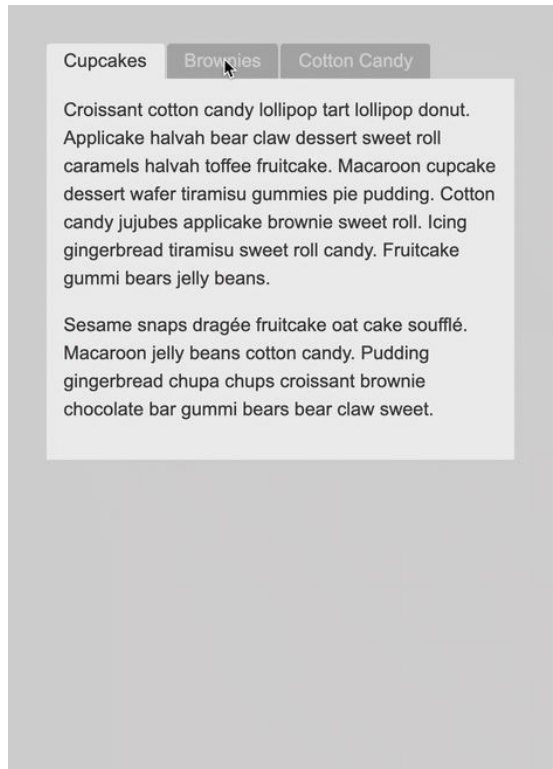 Cupcakes Brownies Cotton Candy
Croissant cotton candy lollipop tart lollipop donut.
Applicake halvah bear claw dessert sweet roll
caramels halvah toffee fruitcake. Macaroon cupcake
dessert wafer tiramisu gummies pie pudding. Cotton
candy jujubes applicake brownie sweet roll. Icing
gingerbread tiramisu sweet roll candy. Fruitcake
gummi bears jelly beans.
Sesame snaps dragée fruitcake oat cake soufflé.
Macaroon jelly beans cotton candy. Pudding
gingerbread chupa chups croissant brownie
chocolate bar gummi bears bear claw sweet.